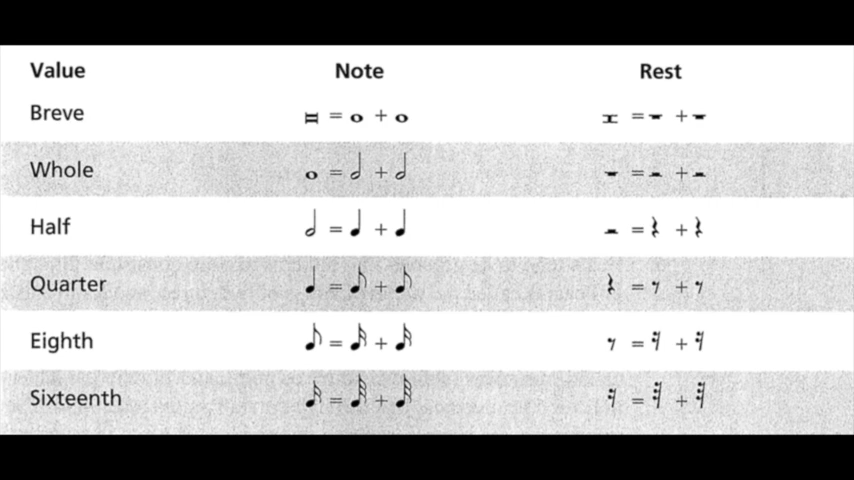 Value Note Rest
Breve 𝅜 = 𝅝 + 𝅝 𝄺 = 𝄻 + 𝄻
Whole 𝅝 = 𝅗𝅥 + 𝅗𝅥 𝄻 = 𝄼 + 𝄼
Half 𝅗𝅥 = 𝅘𝅥 + 𝅘𝅥 𝄼 = 𝄽 + 𝄽
Quarter 𝅘𝅥 = 𝅘𝅥𝅮 + 𝅘𝅥𝅮 𝄽 = 𝄾 + 𝄾
Eighth 𝅘𝅥𝅮 = 𝅘𝅥𝅯 + 𝅘𝅥𝅯 𝄾 = 𝄿 + 𝄿
Sixteenth 𝅘𝅥𝅯 = 𝅘𝅥𝅰 + 𝅘𝅥𝅰 𝄿 = 𝅀 + 𝅀